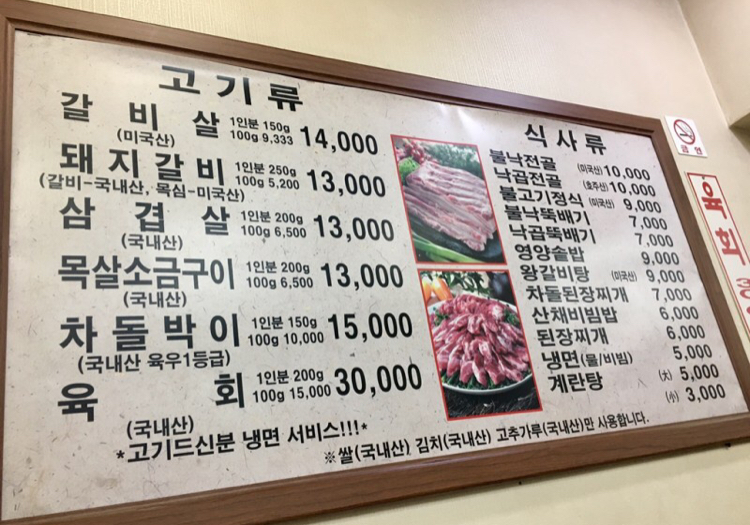 고기류
갈비살 1인분 150g 14,000
(미국산) 100g 9,333
돼지갈비 1인분 250g 13,000
(갈비-국내산, 목심-미국산) 100g 5,200
삼겹살 1인분 200g 13,000
(국내산) 100g 6,500
목살소금구이 1인분 200g 13,000
(국내산) 100g 6,500
차돌박이 1인분 150g 15,000
(국내산 육우1등급) 100g 10,000
육회 1인분 200g 30,000
(국내산) 100g 15,000
*고기드신분 냉면 서비스!!!*
식사류
불낙전골 (미국산) 10,000
낙곱전골 (호주산) 10,000
불고기정식 (미국산) 9,000
불낙뚝배기 7,000
낙곱뚝배기 7,000
영양솥밥 9,000
왕갈비탕 (미국산) 9,000
차돌된장찌개 7,000
산채비빔밥 6,000
된장찌개 6,000
냉면(물/비빔) 5,000
계란탕 (大) 5,000
(小) 3,000
※쌀(국내산) 김치(국내산) 고추가루(국내산)만 사용합니다.
금연
육회